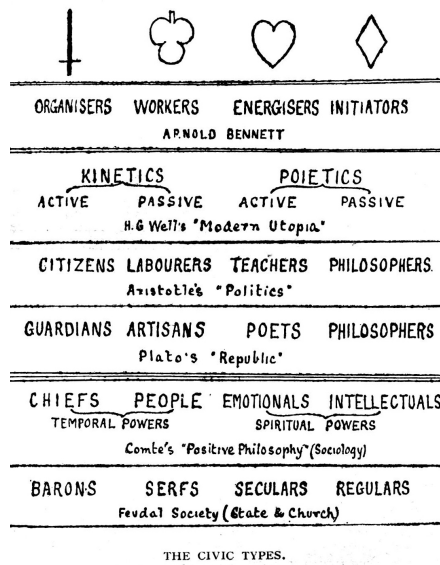 ORGANISERS WORKERS ENERGISERS INITIATORS
ARNOLD BENNETT
KINETICS POIETICS
ACTIVE PASSIVE ACTIVE PASSIVE
H.G Well's "Modern Utopia"
CITIZENS LABOURERS TEACHERS PHILOSOPHERS.
Aristotle's "Politics"
GUARDIANS ARTISANS POETS PHILOSOPHERS
Plato's "Republic"
CHIEFS PEOPLE EMOTIONALS INTELLECTUALS
TEMPORAL POWERS SPIRITUAL POWERS
Comte's "Positive Philosophy" (Sociology)
BARONS SERFS SECULARS REGULARS
Feudal Society (State & Church)
THE CIVIC TYPES.